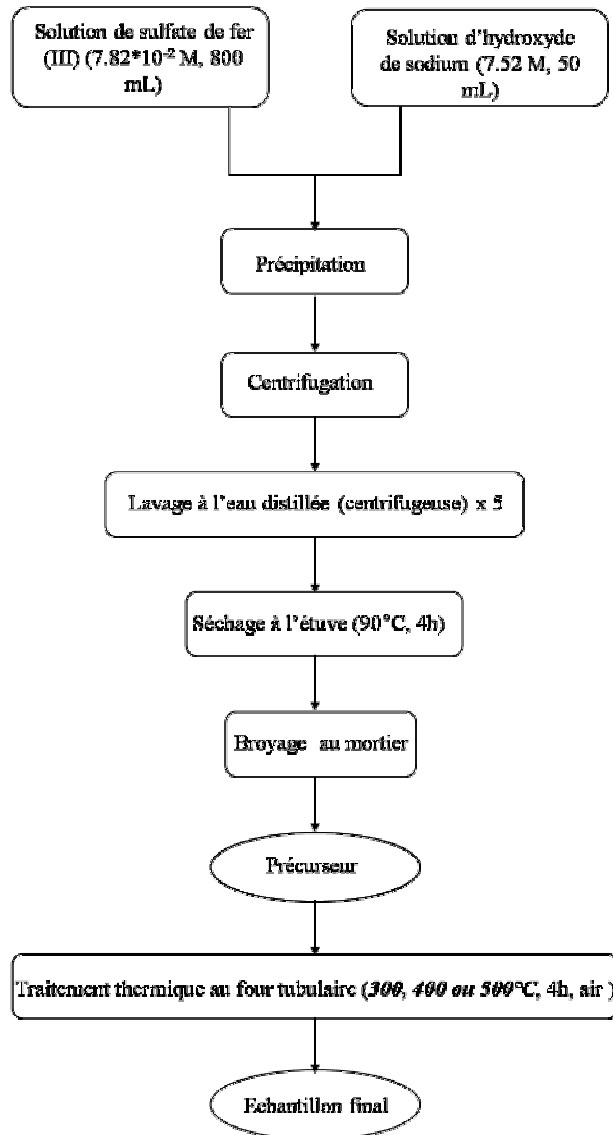 Solution de sulfate de fer
(III) (7.82*10⁻² M, 800
mL)
Solution d'hydroxyde
de sodium (7.52 M, 50
mL)
Précipitation
Centrifugation
Lavage à l'eau distillée (centrifugeuse) x 5
Séchage à l'étuve (90°C, 4h)
Broyage au mortier
Précurseur
Traitement thermique au four tubulaire (300, 400 ou 500°C, 4h, air )
Echantillon final